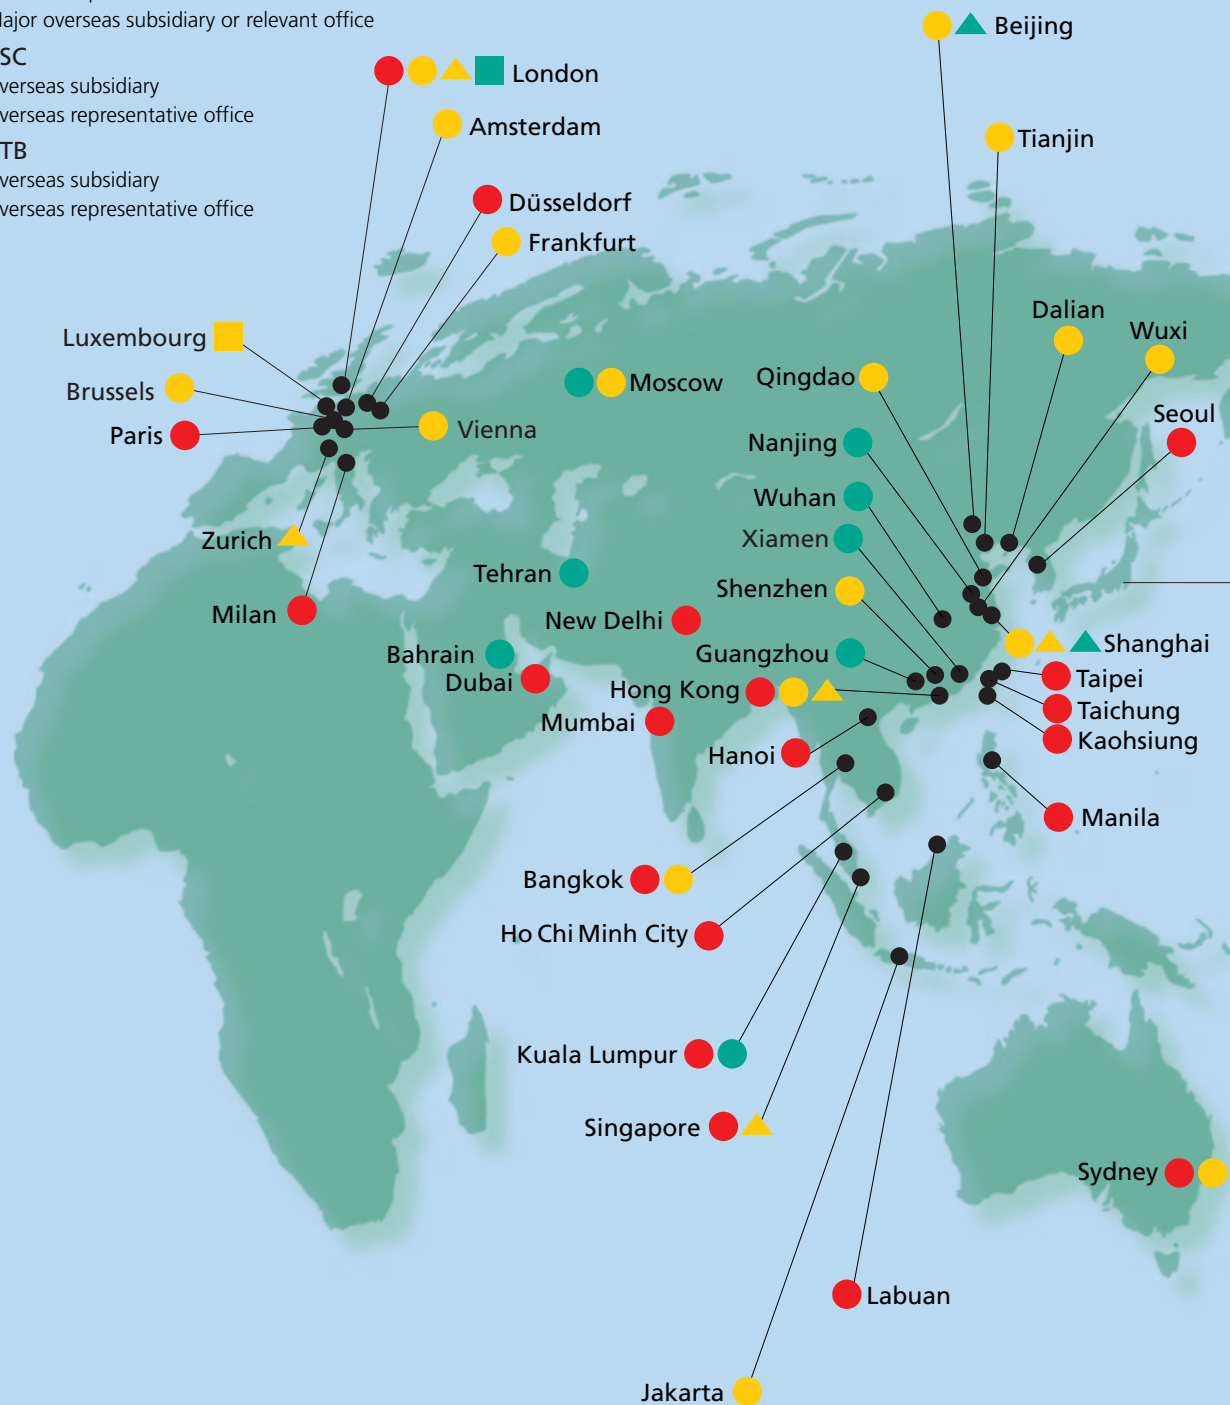 ajor overseas subsidiary or relevant office
SC
verseas subsidiary
verseas representative office
TB
verseas subsidiary
verseas representative office
Beijing
London
Amsterdam
Tianjin
Düsseldorf
Frankfurt
Dalian
Wuxi
Luxembourg
Brussels
Moscow
Qingdao
Paris
Vienna
Seoul
Nanjing
Wuhan
Xiamen
Zurich
Tehran
Shenzhen
Milan
New Delhi
Bahrain
Guangzhou
Shanghai
Dubai
Hong Kong
Taipei
Mumbai
Taichung
Hanoi
Kaohsiung
Manila
Bangkok
Ho Chi Minh City
Kuala Lumpur
Singapore
Sydney
Labuan
Jakarta